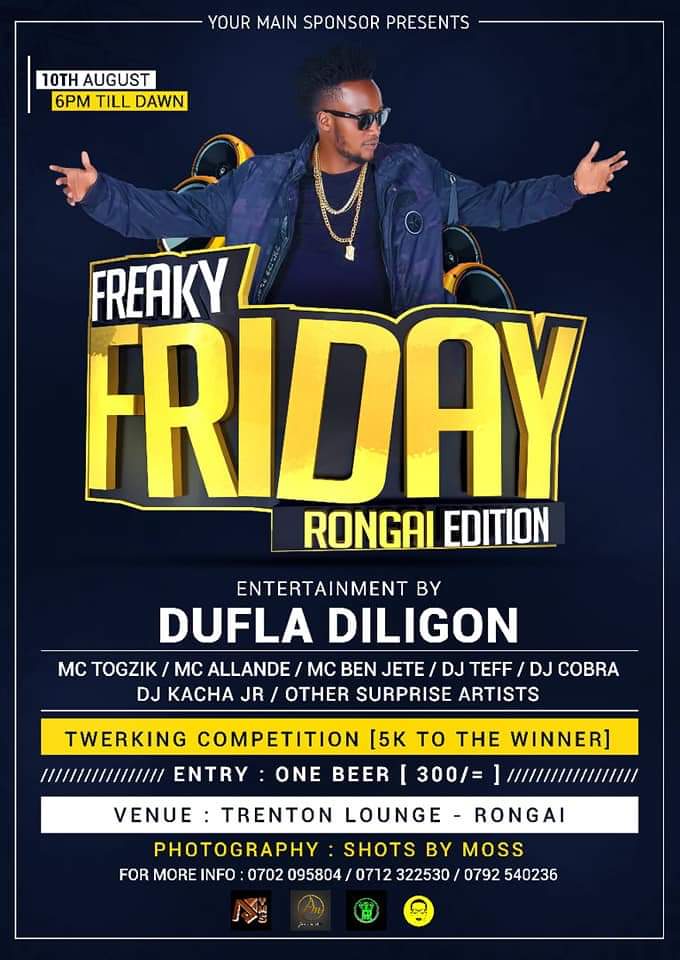 YOUR MAIN SPONSOR PRESENTS
10TH AUGUST
6PM TILL DAWN
FREAKY
FRIDAY
RONGAI EDITION
ENTERTAINMENT BY
DUFLA DILIGON
MC TOGZIK / MC ALLANDE / MC BEN JETE / DJ TEFF / DJ COBRA
DJ KACHA JR / OTHER SURPRISE ARTISTS
TWERKING COMPETITION [5K TO THE WINNER]
//////////////// ENTRY : ONE BEER [ 300/= ] /////////////////
VENUE : TRENTON LOUNGE - RONGAI
PHOTOGRAPHY : SHOTS BY MOSS
FOR MORE INFO : 0702 095804 / 0712 322530 / 0792 540236